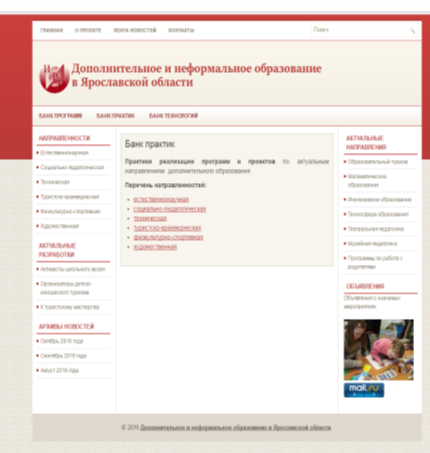 ГЛАВНАЯ О ПРОЕКТЕ ЛЕНТА НОВОСТЕЙ КОНТАКТЫ Поиск
Дополнительное и неформальное образование
в Ярославской области
БАНК ПРОГРАММ БАНК ПРАКТИК БАНК ТЕХНОЛОГИЙ
НАПРАВЛЕННОСТИ
Естественнонаучная
Социально-педагогическая
Техническая
Туристско-краеведческая
Физкультурно-спортивная
Художественная
АКТУАЛЬНЫЕ
РАЗРАБОТКИ
Активисты школьного музея
Организаторы детско-
юношеского туризма
К туристскому мастерству
АРХИВЫ НОВОСТЕЙ
Октябрь 2016 года
Сентябрь 2016 года
Август 2016 года
Банк практик
Практики реализации программ и проектов по актуальным
направлениям дополнительного образования
Перечень направленностей:
естественнонаучная
социально-педагогическая
техническая
туристско-краеведческая
физкультурно-спортивная
художественная
АКТУАЛЬНЫЕ
НАПРАВЛЕНИЯ
Образовательный туризм
Математическое
образование
Инклюзивное образование
Техносфера образования
Театральная педагогика
Музейная педагогика
Программы по работе с
родителями
ОБЪЯВЛЕНИЯ
Объявления о значимых
мероприятиях
mail.ru
© 2016 Дополнительное и неформальное образование в Ярославской области